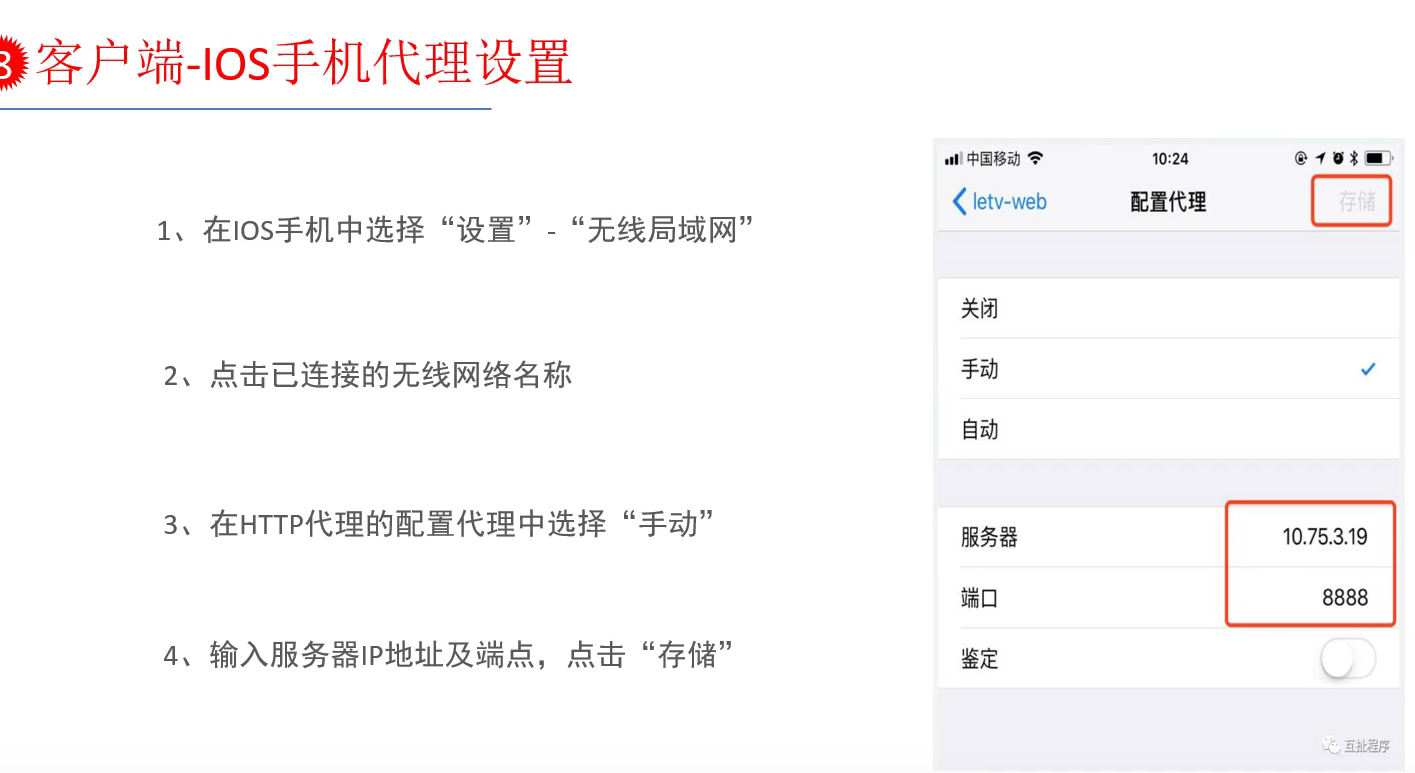 8
客户端-IOS手机代理设置
1、在IOS手机中选择“设置”-“无线局域网”
2、点击已连接的无线网络名称
3、在HTTP代理的配置代理中选择“手动”
4、输入服务器IP地址及端点，点击“存储”
中国移动 10:24
letv-web 配置代理 存储
关闭
手动
自动
服务器 10.75.3.19
端口 8888
鉴定
互扯程序